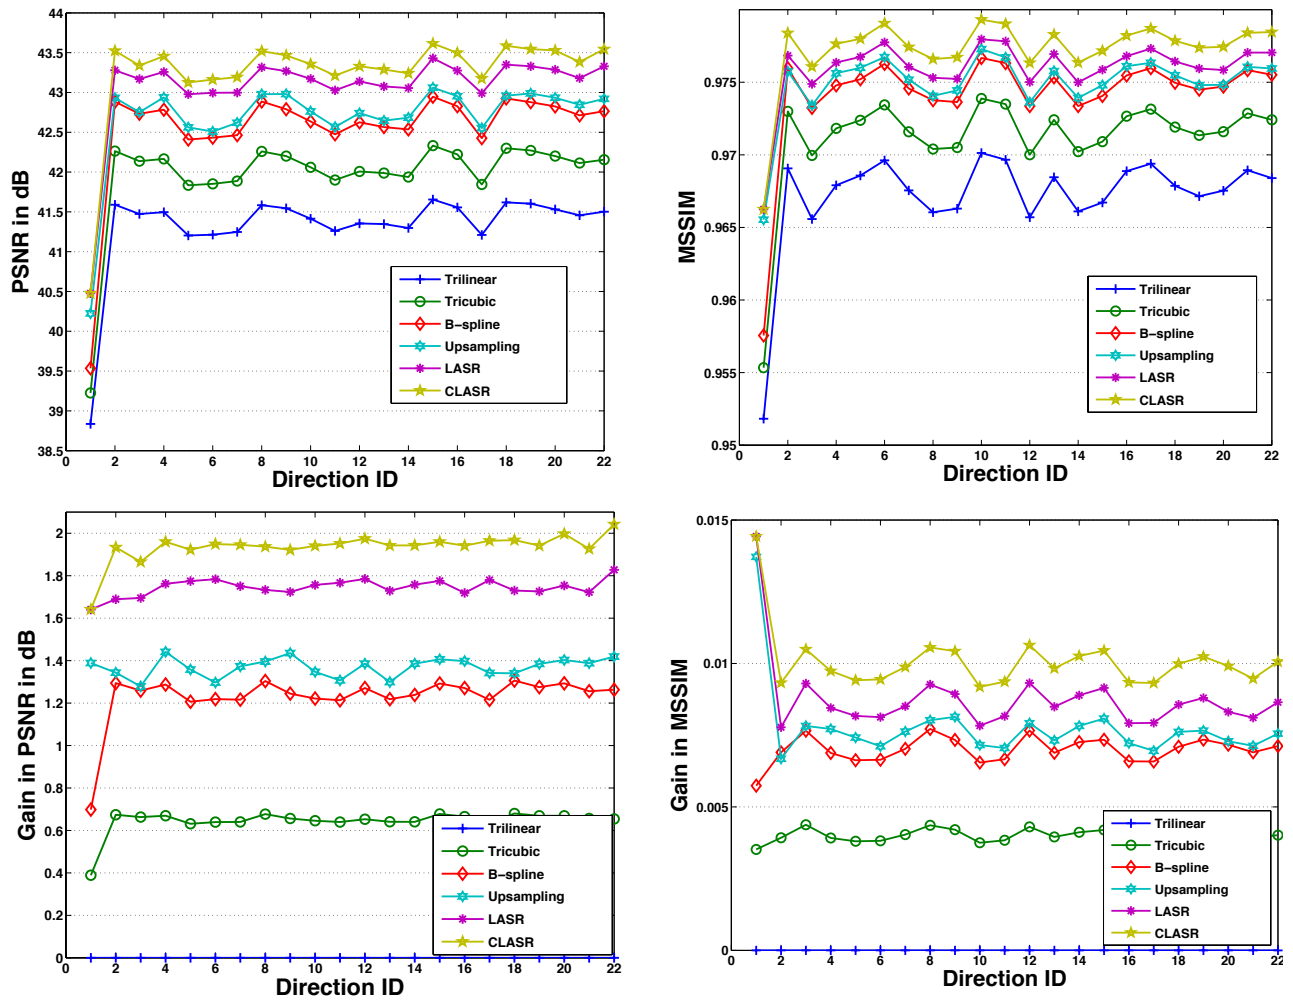 PSNR in dB
44
43.5
43
42.5
42
41.5
41
40.5
40
39.5
39
38.5
0 2 4 6 8 10 12 14 16 18 20 22
Direction ID
Trilinear
Tricubic
B-spline
Upsampling
LASR
CLASR
MSSIM
0.975
0.97
0.965
0.96
0.955
0.95
0 2 4 6 8 10 12 14 16 18 20 22
Direction ID
Trilinear
Tricubic
B-spline
Upsampling
LASR
CLASR
Gain in PSNR in dB
2
1.8
1.6
1.4
1.2
1
0.8
0.6
0.4
0.2
0
0 2 4 6 8 10 12 14 16 18 20 22
Direction ID
Trilinear
Tricubic
B-spline
Upsampling
LASR
CLASR
Gain in MSSIM
0.015
0.01
0.005
0
0 2 4 6 8 10 12 14 16 18 20 22
Direction ID
Trilinear
Tricubic
B-spline
Upsampling
LASR
CLASR